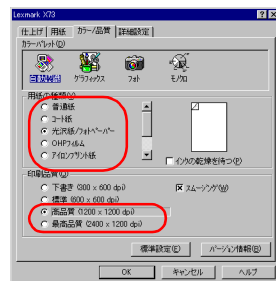 Lexmark X73
仕上げ 用紙 カラー/品質 詳細設定
カラーパレット(O)
自動選択 グラフィックス フォト モノクロ
用紙の種類(Y)
普通紙
コート紙
光沢紙/フォトペーパー
OHPフィルム
アイロンプリント紙
インクの乾燥を待つ(P)
印刷品質(Q)
下書き (300 x 600 dpi)
スムージング(W)
標準 (600 x 600 dpi)
高品質 (1200 x 1200 dpi)
最高品質 (2400 x 1200 dpi)
標準設定(E) バージョン情報(B)
OK キャンセル ヘルプ